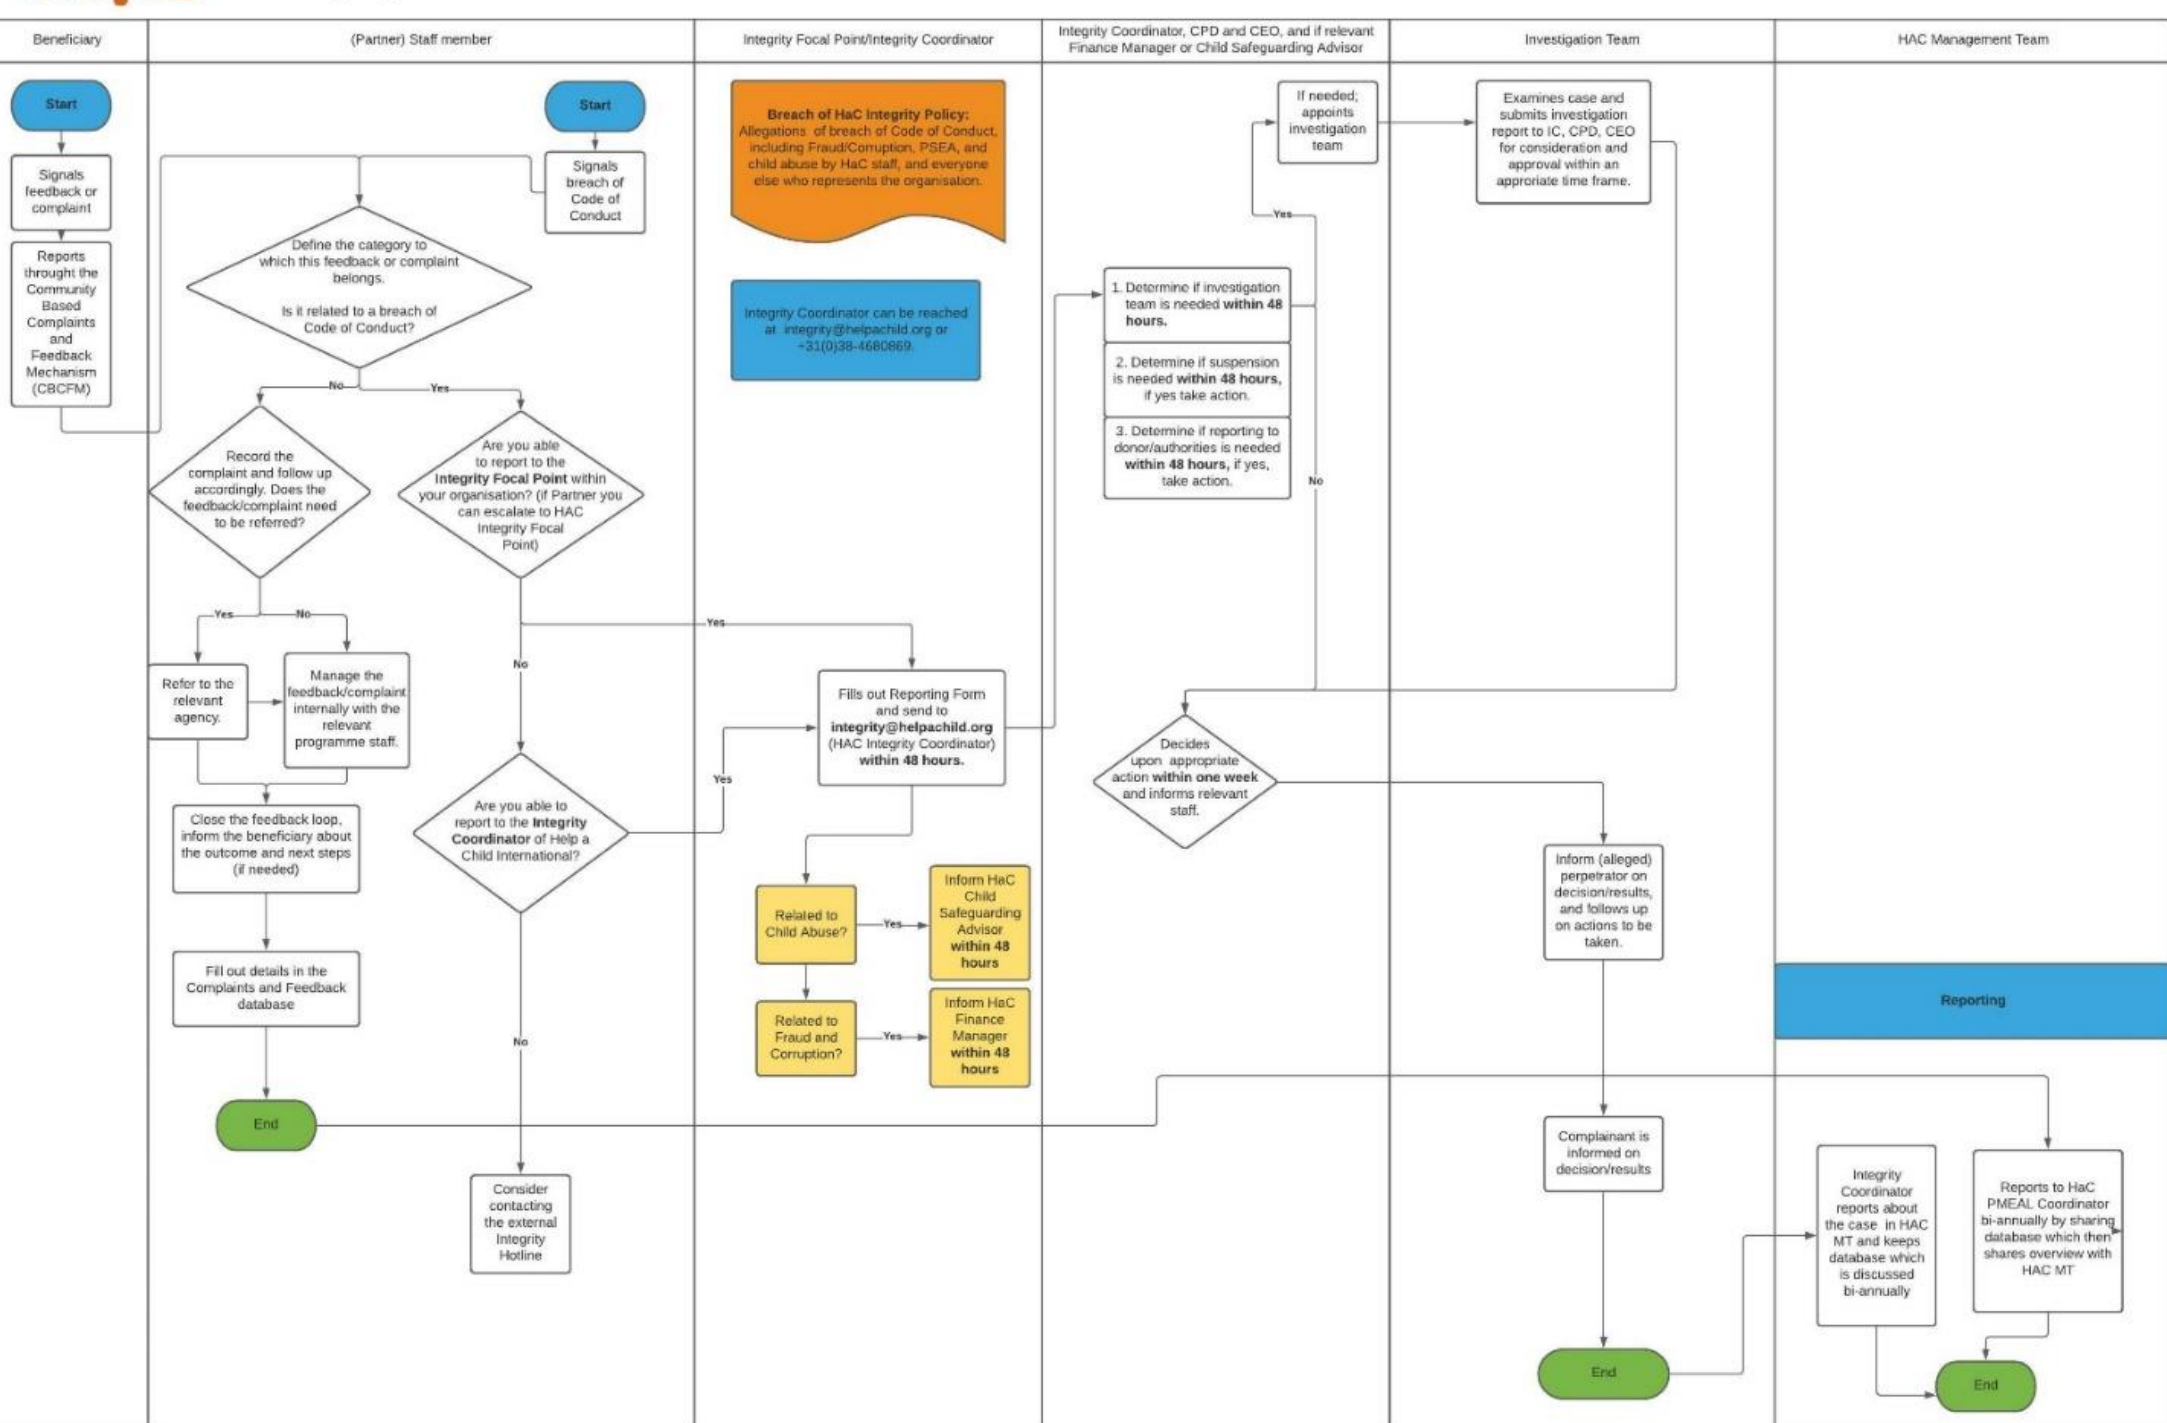 Beneficiary
(Partner) Staff member
Integrity Focal Point/Integrity Coordinator
Integrity Coordinator, CPD and CEO, and if relevant
Finance Manager or Child Safeguarding Advisor
Investigation Team
HAC Management Team
Start
Signals
feedback or
complaint
Reports
throught the
Community
Based
Complaints
and
Feedback
Mechanism
(CBCFM)
Start
Signals
breach of
Code of
Conduct
Define the category to
which this feedback or complaint
belongs.
Is it related to a breach of
Code of Conduct?
No
Yes
Record the
complaint and follow up
accordingly. Does the
feedback/complaint need
to be referred?
Are you able
to report to the
Integrity Focal Point within
your organisation? (if Partner you
can escalate to HAC
Integrity Focal
Point)
Yes
No
Refer to the
relevant
agency.
Manage the
feedback/complaint
internally with the
relevant
programme staff.
Close the feedback loop,
inform the beneficiary about
the outcome and next steps
(if needed)
Fill out details in the
Complaints and Feedback
database
End
Yes
No
Are you able to
report to the Integrity
Coordinator of Help a
Child International?
Yes
No
Consider
contacting
the external
Integrity
Hotline
Breach of HaC Integrity Policy:
Allegations of breach of Code of Conduct,
including Fraud/Corruption, PSEA, and
child abuse by HaC staff, and everyone
else who represents the organisation.
Integrity Coordinator can be reached
at integrity@helpachild.org or
+31(0)38-4680869.
Fills out Reporting Form
and send to
integrity@helpachild.org
(HAC Integrity Coordinator)
within 48 hours.
Related to
Child Abuse?
Yes
Inform HaC
Child
Safeguarding
Advisor
within 48
hours
Related to
Fraud and
Corruption?
Yes
Inform HaC
Finance
Manager
within 48
hours
If needed;
appoints
investigation
team
Yes
1. Determine if investigation
team is needed within 48
hours.
2. Determine if suspension
is needed within 48 hours,
if yes take action.
3. Determine if reporting to
donor/authorities is needed
within 48 hours, if yes,
take action.
No
Decides
upon appropriate
action within one week
and informs relevant
staff.
Examines case and
submits investigation
report to IC, CPD, CEO
for consideration and
approval within an
approriate time frame.
Inform (alleged)
perpetrator on
decision/results,
and follows up
on actions to be
taken.
Complainant is
informed on
decision/results
End
Reporting
Integrity
Coordinator
reports about
the case in HAC
MT and keeps
database which
is discussed
bi-annually
Reports to HaC
PMEAL Coordinator
bi-annually by sharing
database which then
shares overview with
HAC MT
End